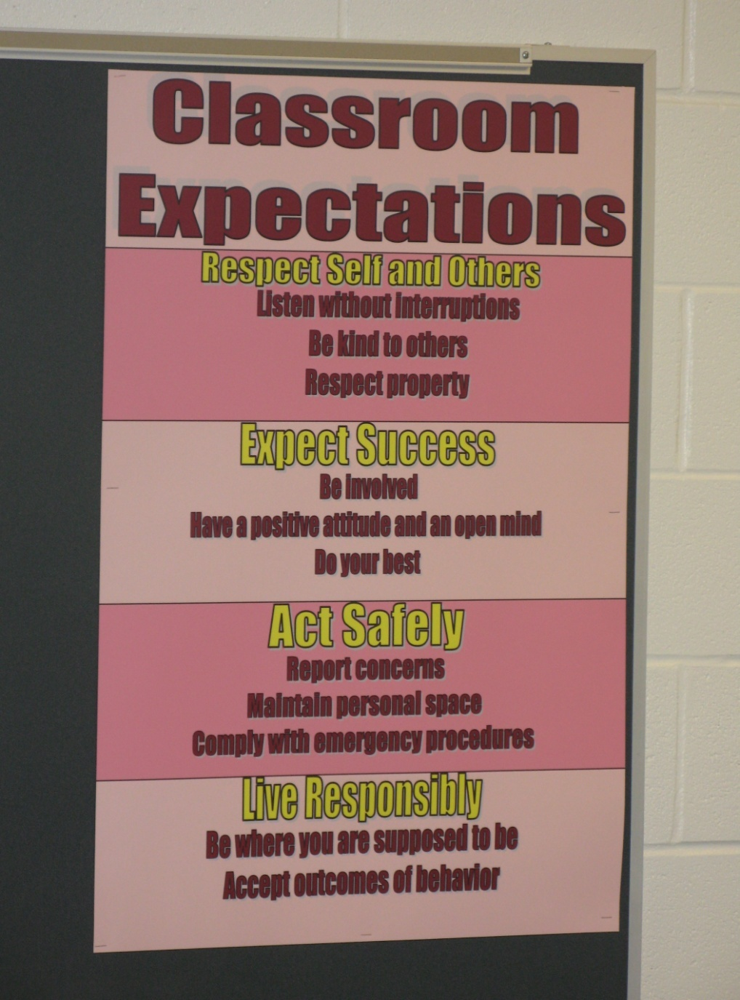 Classroom
Expectations
Respect Self and Others
Listen without interruptions
Be kind to others
Respect property
Expect Success
Be involved
Have a positive attitude and an open mind
Do your best
Act Safely
Report concerns
Maintain personal space
Comply with emergency procedures
Live Responsibly
Be where you are supposed to be
Accept outcomes of behavior